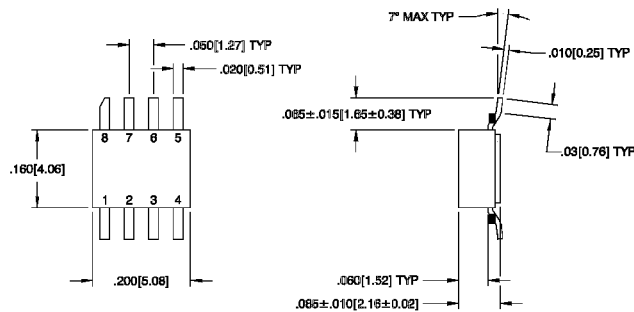 7° MAX TYP
.050[1.27] TYP
.010[0.25] TYP
.020[0.51] TYP
.065±.015[1.65±0.38] TYP
8 7 6 5
.160[4.06]
.03[0.76] TYP
1 2 3 4
.060[1.52] TYP
.200[5.08]
.085±.010[2.16±0.02]